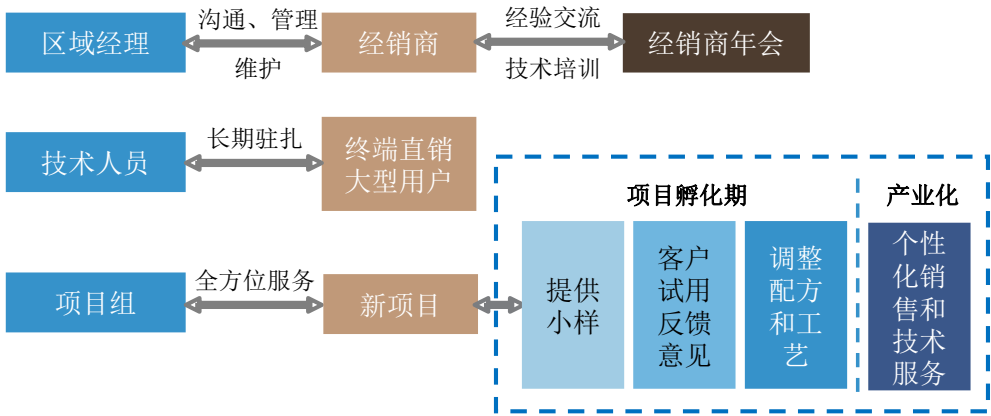 区域经理
沟通、管理
维护
经销商
经验交流
技术培训
经销商年会
技术人员
长期驻扎
终端直销
大型用户
项目组
全方位服务
新项目
项目孵化期
提供
小样
客户
试用
反馈
意见
调整
配方
和工
艺
产业化
个性
化销
售和
技术
服务